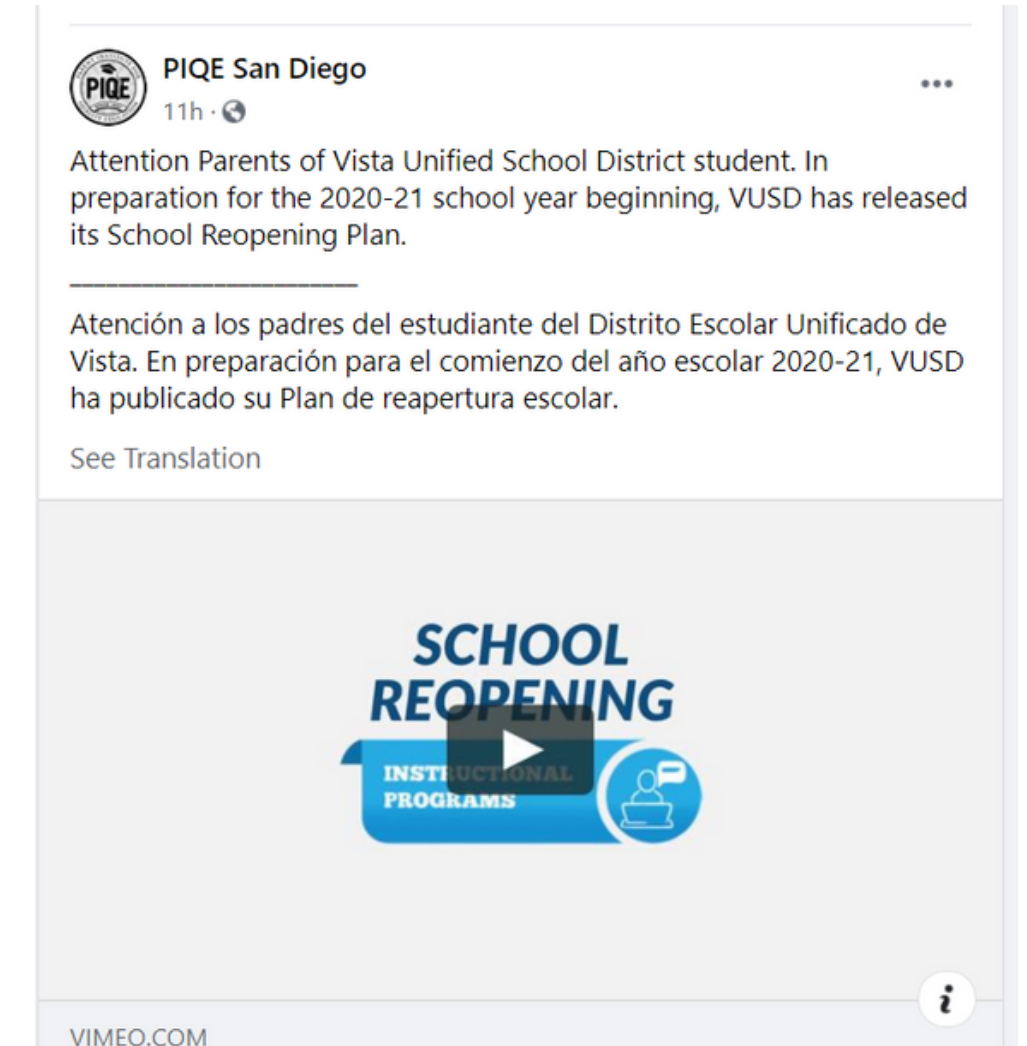 PIQE
PIQE San Diego
11h ·
Attention Parents of Vista Unified School District student. In
preparation for the 2020-21 school year beginning, VUSD has released
its School Reopening Plan.
________________________
Atención a los padres del estudiante del Distrito Escolar Unificado de
Vista. En preparación para el comienzo del año escolar 2020-21, VUSD
ha publicado su Plan de reapertura escolar.
See Translation
SCHOOL
REOPENING
INSTRUCTIONAL
PROGRAMS
i
VIMEO.COM